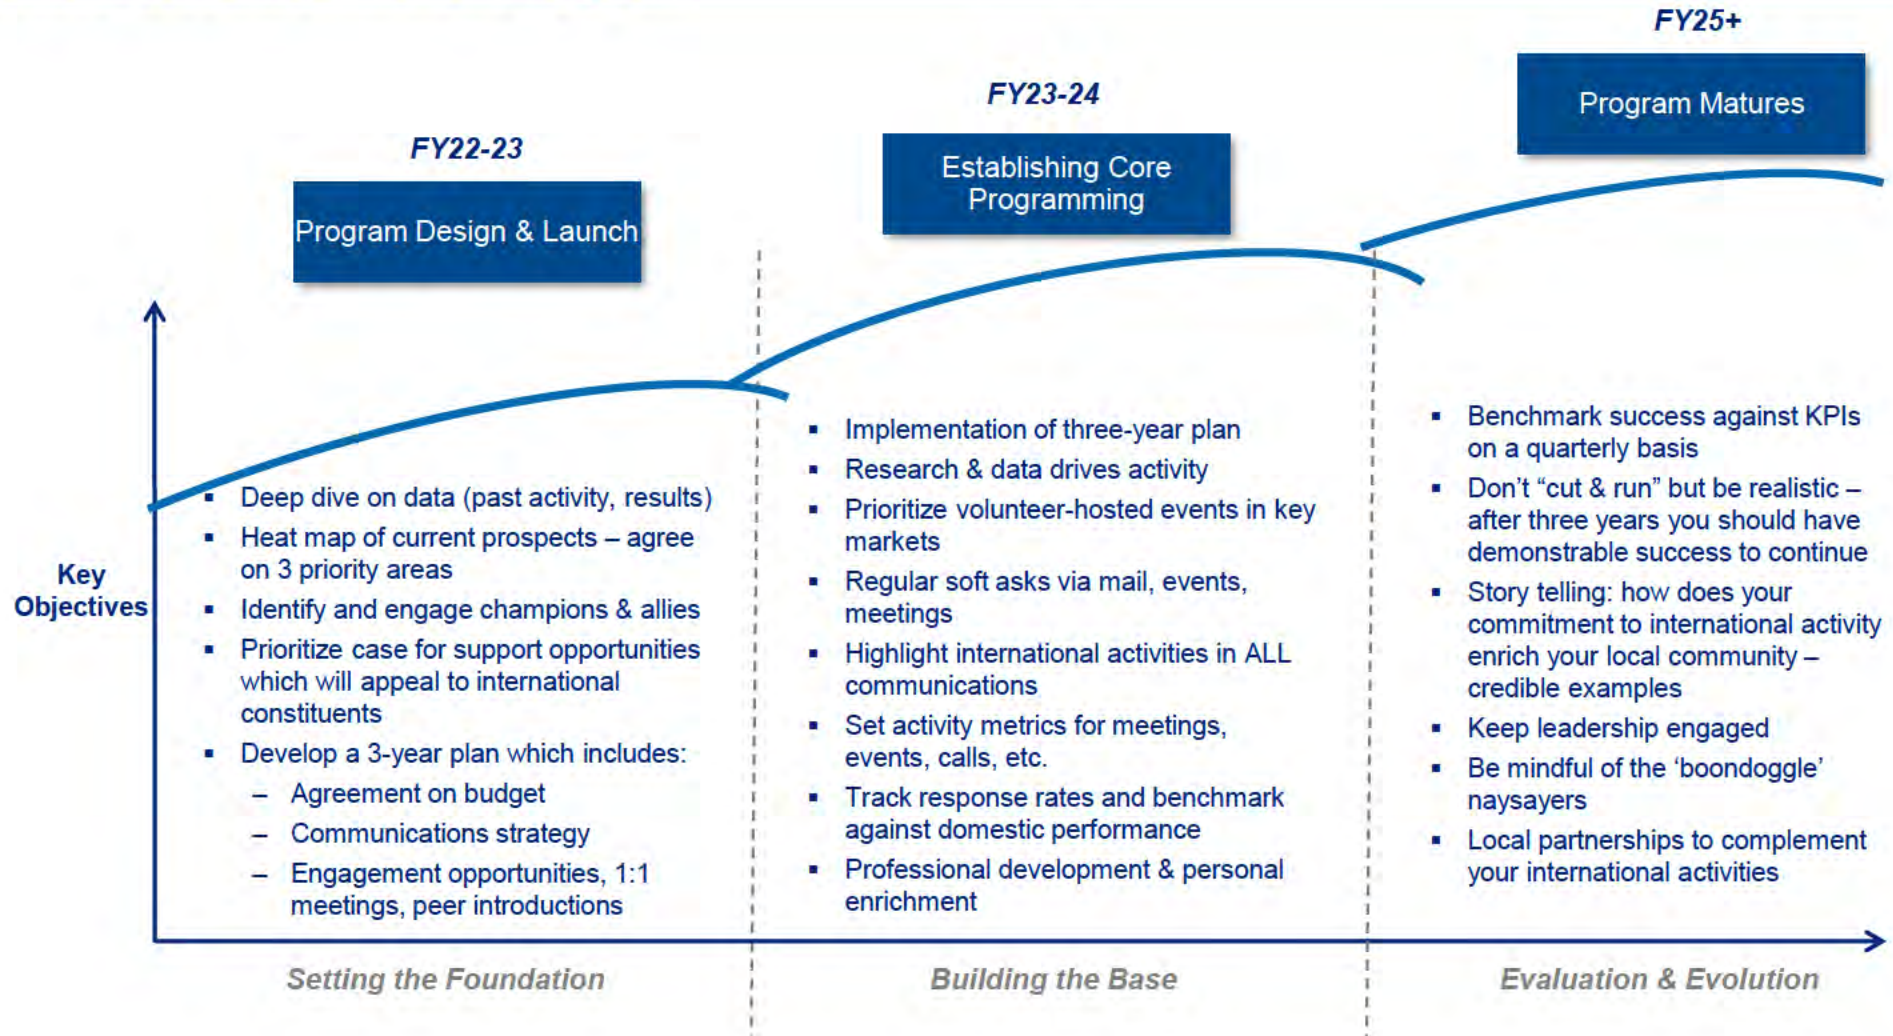 FY22-23
Program Design & Launch
FY23-24
Establishing Core
Programming
FY25+
Program Matures
Key
Objectives
▪ Deep dive on data (past activity, results)
▪ Heat map of current prospects – agree
on 3 priority areas
▪ Identify and engage champions & allies
▪ Prioritize case for support opportunities
which will appeal to international
constituents
▪ Develop a 3-year plan which includes:
– Agreement on budget
– Communications strategy
– Engagement opportunities, 1:1
meetings, peer introductions
▪ Implementation of three-year plan
▪ Research & data drives activity
▪ Prioritize volunteer-hosted events in key
markets
▪ Regular soft asks via mail, events,
meetings
▪ Highlight international activities in ALL
communications
▪ Set activity metrics for meetings,
events, calls, etc.
▪ Track response rates and benchmark
against domestic performance
▪ Professional development & personal
enrichment
▪ Benchmark success against KPIs
on a quarterly basis
▪ Don’t “cut & run” but be realistic –
after three years you should have
demonstrable success to continue
▪ Story telling: how does your
commitment to international activity
enrich your local community –
credible examples
▪ Keep leadership engaged
▪ Be mindful of the ‘boondoggle’
naysayers
▪ Local partnerships to complement
your international activities
Setting the Foundation
Building the Base
Evaluation & Evolution